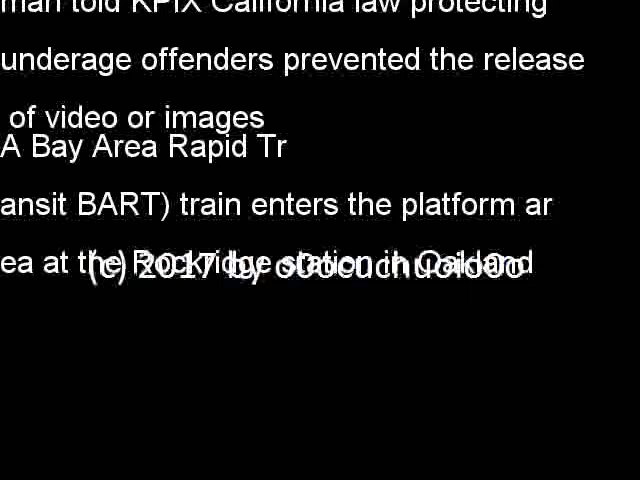 man told KPIX California law protecting
underage offenders prevented the release
of video or images
A Bay Area Rapid Tr
ansit BART) train enters the platform ar
ea at the Rockridge station in Oakland
(c) 2017 by